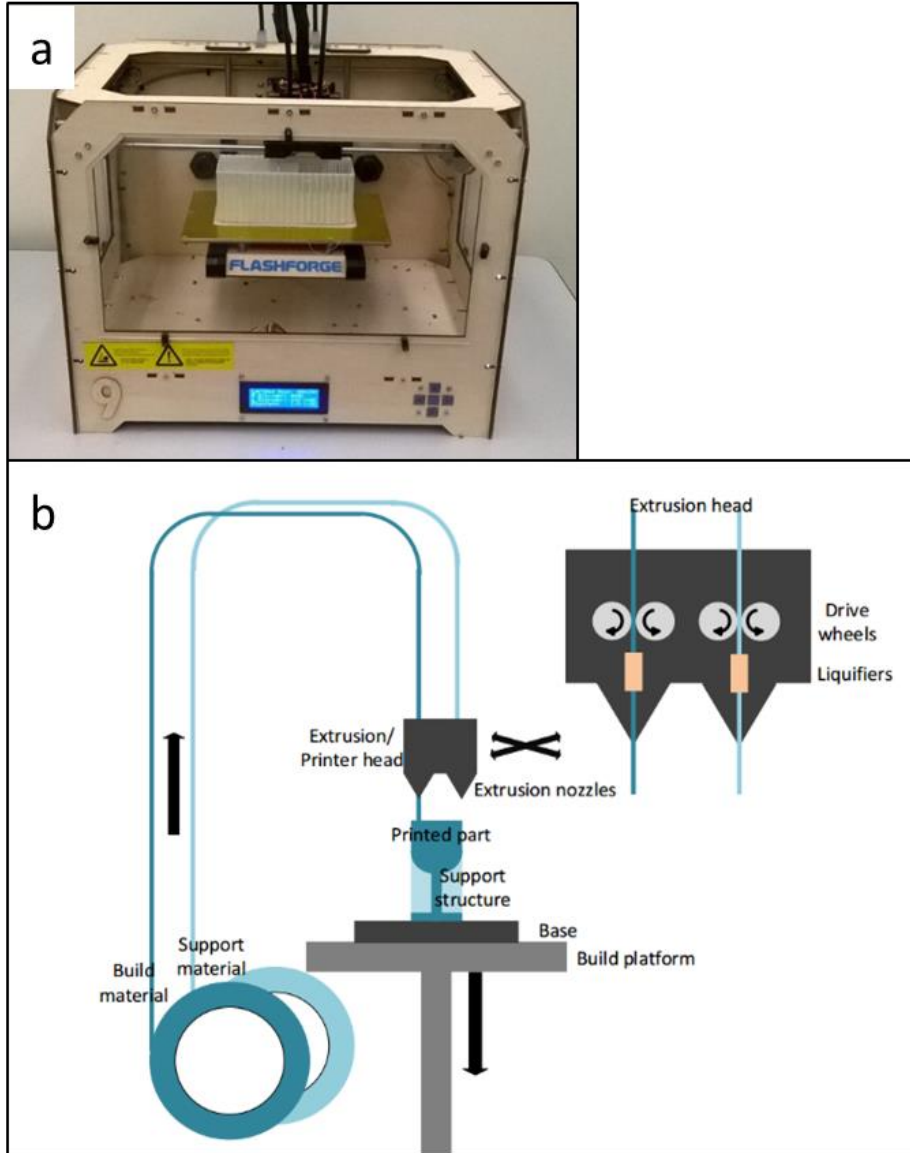 a
FLASHFORGE
9
b
Extrusion head
Drive
wheels
Liquifiers
Extrusion/
Printer head
Extrusion nozzles
Printed part
Support
structure
Base
Build platform
Support
material
Build
material